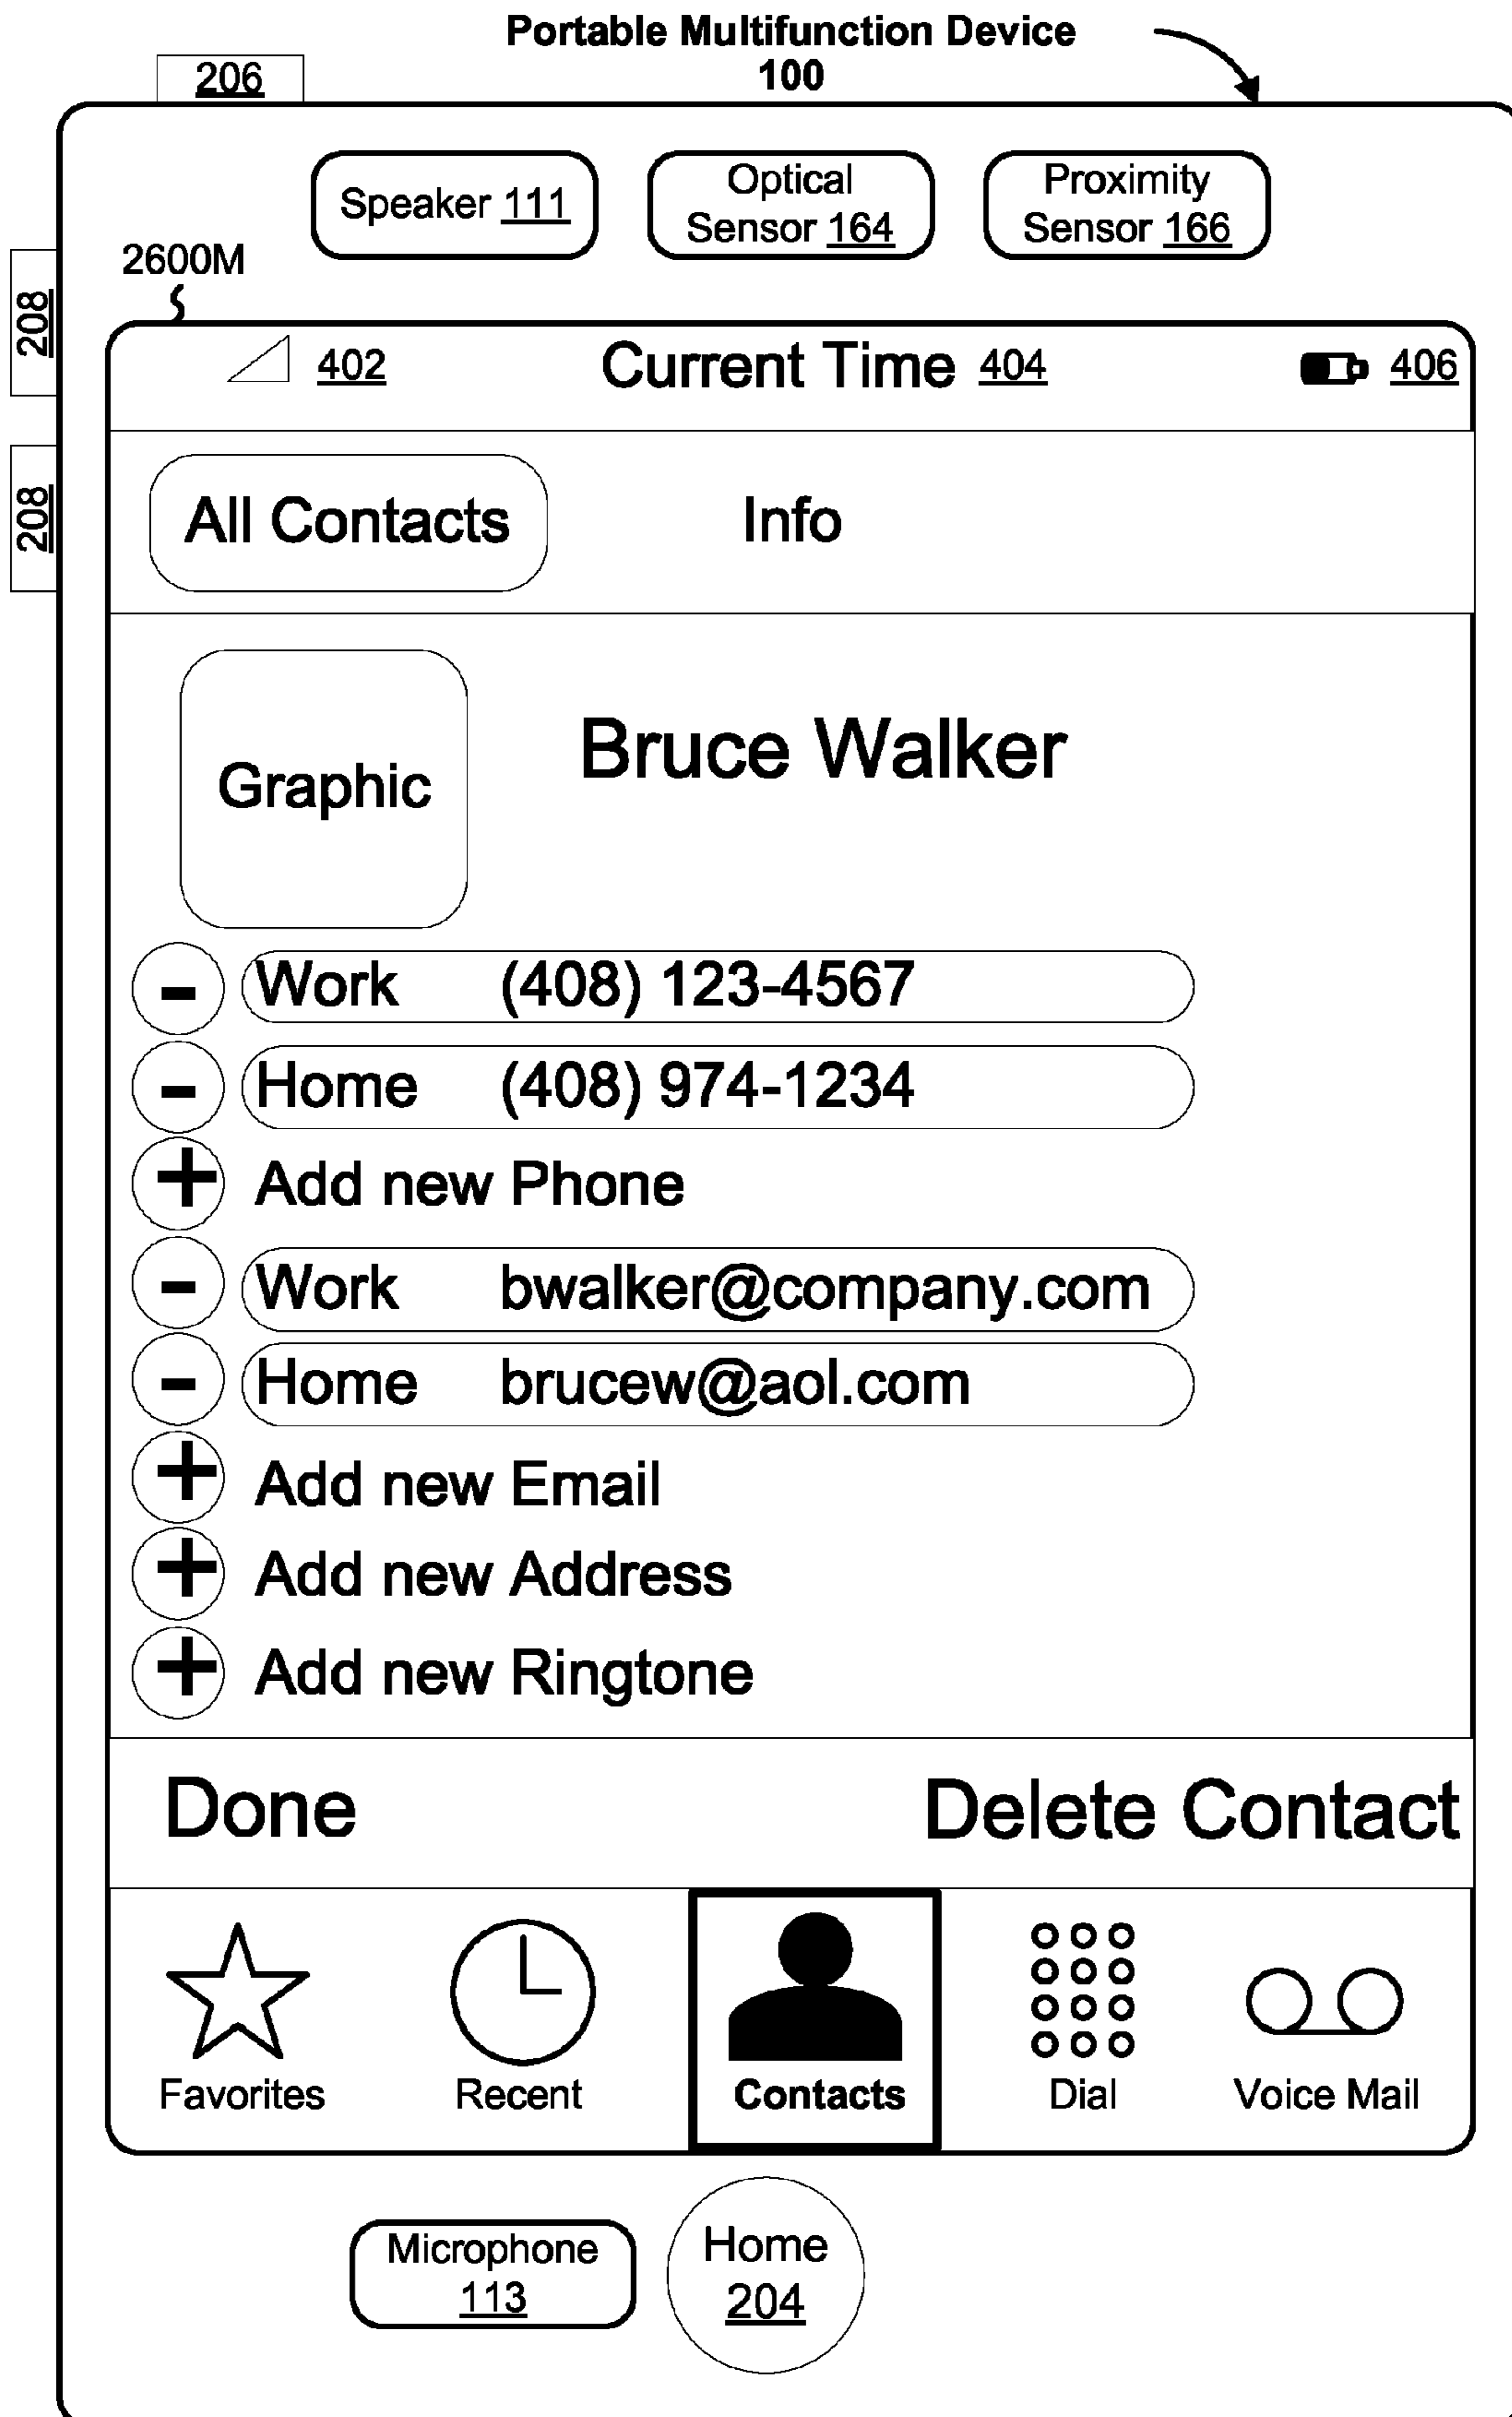 Portable Multifunction Device
100
206
Speaker 111
Optical
Sensor 164
Proximity
Sensor 166
2600M
208
208
402
Current Time 404
406
All Contacts
Info
Graphic
Bruce Walker
- Work (408) 123-4567
- Home (408) 974-1234
+ Add new Phone
- Work bwalker@company.com
- Home brucew@aol.com
+ Add new Email
+ Add new Address
+ Add new Ringtone
Done
Delete Contact
Favorites
Recent
Contacts
Dial
Voice Mail
Microphone
113
Home
204